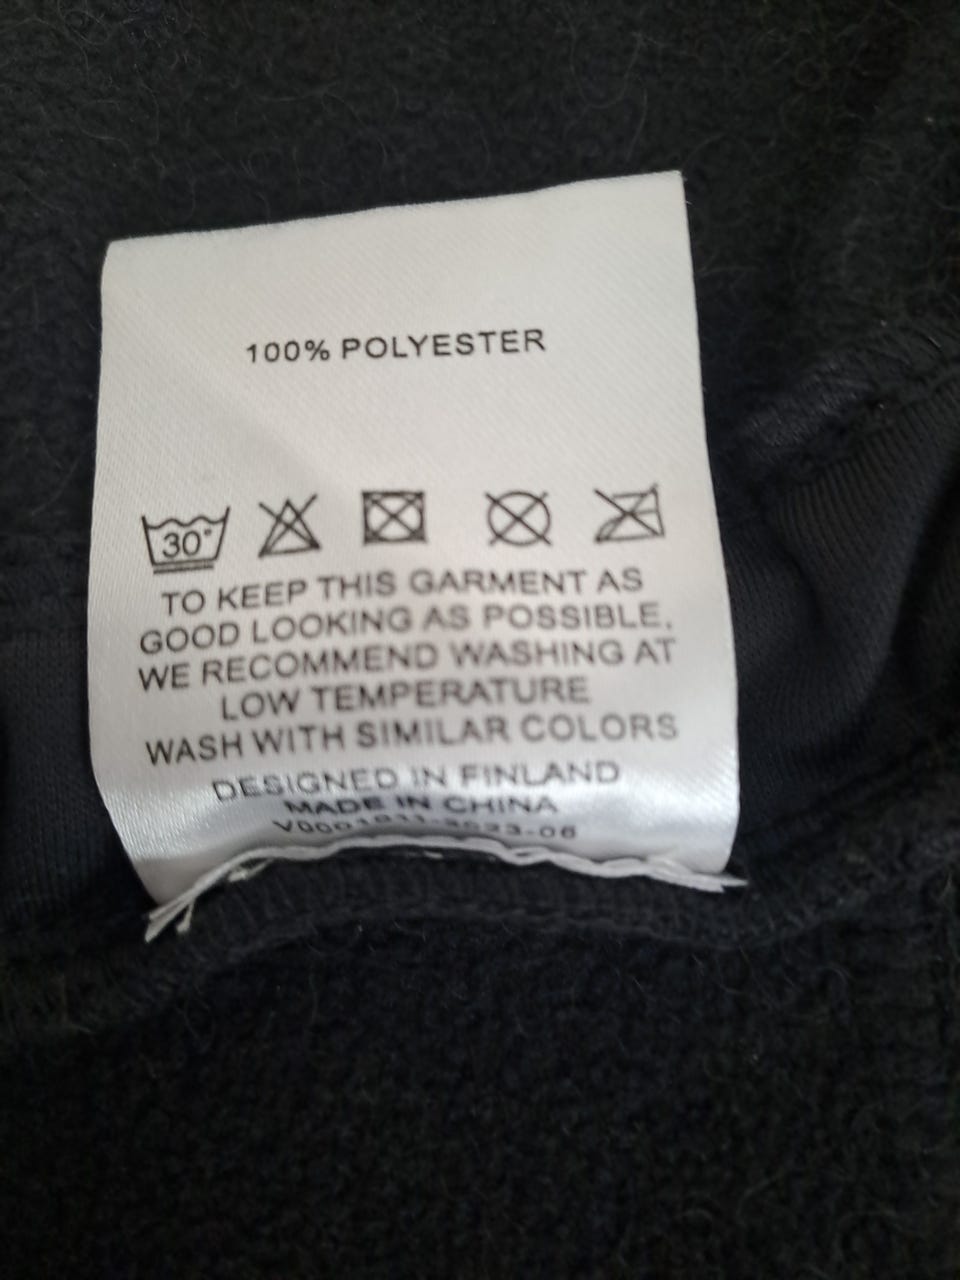 100% POLYESTER
30°
TO KEEP THIS GARMENT AS
GOOD LOOKING AS POSSIBLE,
WE RECOMMEND WASHING AT
LOW TEMPERATURE
WASH WITH SIMILAR COLORS
DESIGNED IN FINLAND
MADE IN CHINA